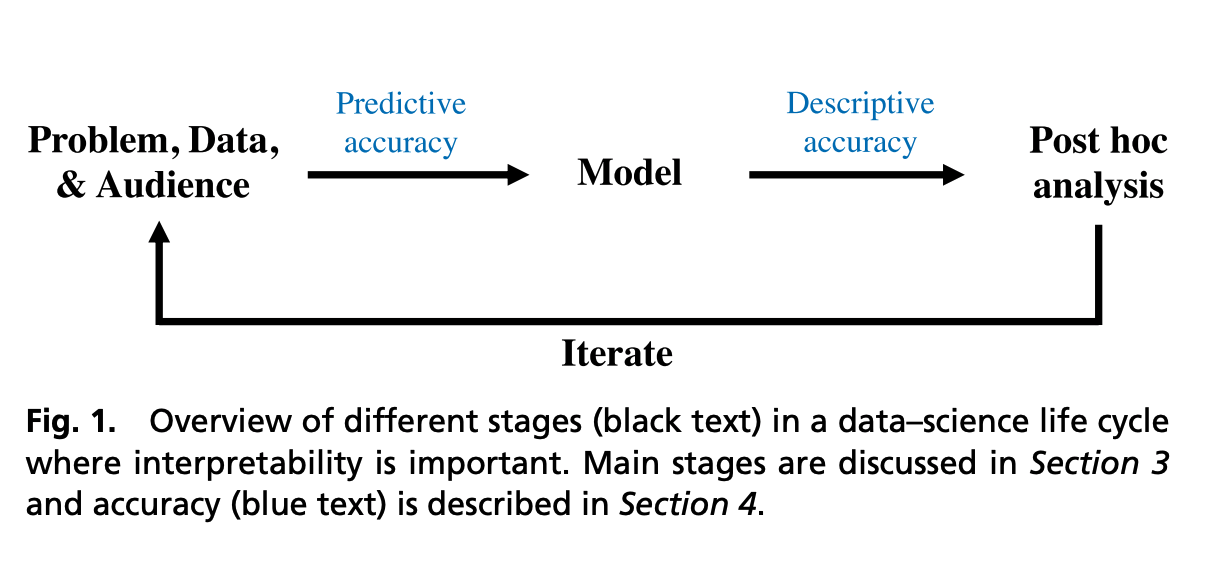 Predictive
accuracy
Descriptive
accuracy
Problem, Data,
& Audience
Model
Post hoc
analysis
Iterate
Fig. 1. Overview of different stages (black text) in a data–science life cycle
where interpretability is important. Main stages are discussed in Section 3
and accuracy (blue text) is described in Section 4.